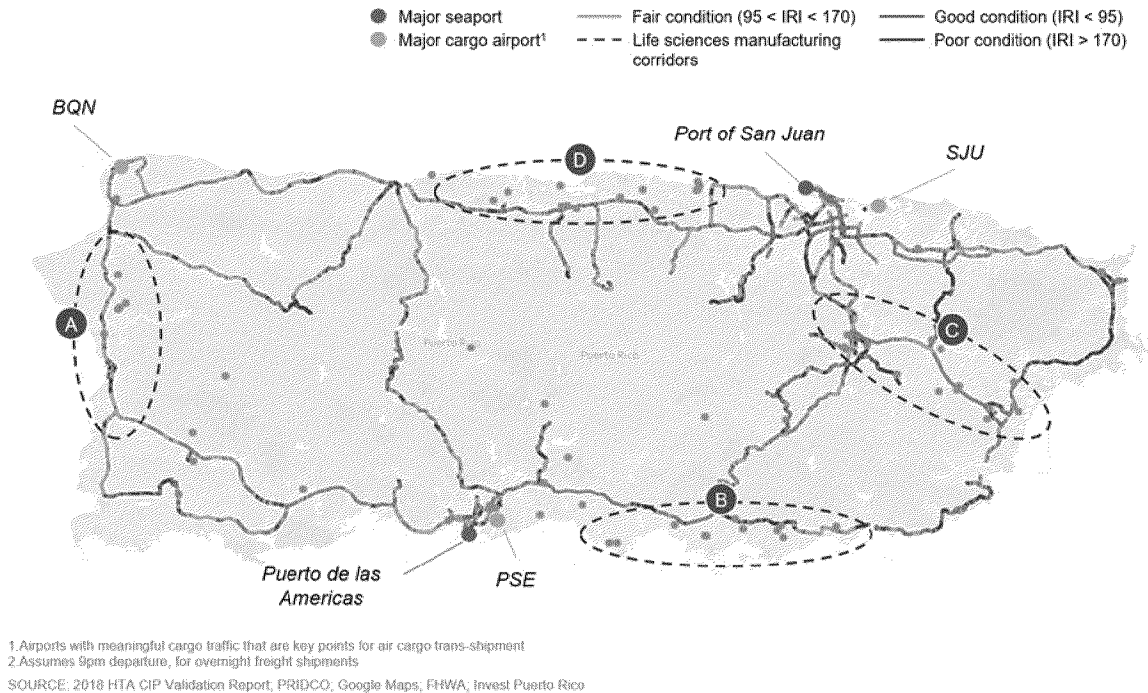 Major seaport
Fair condition (95 < IRI < 170)
Good condition (IRI < 95)
Major cargo airport1
Life sciences manufacturing
corridors
Poor condition (IRI > 170)
BQN
D
Port of San Juan
SJU
A
C
Puerto Rico
Puerto Rico
B
Puerto de las
Americas
PSE
1.Airports with meaningful cargo traffic that are key points for air cargo trans-shipment
2.Assumes 9pm departure, for overnight freight shipments
SOURCE: 2018 HTA CIP Validation Report; PRIDCO; Google Maps; FHWA; Invest Puerto Rico